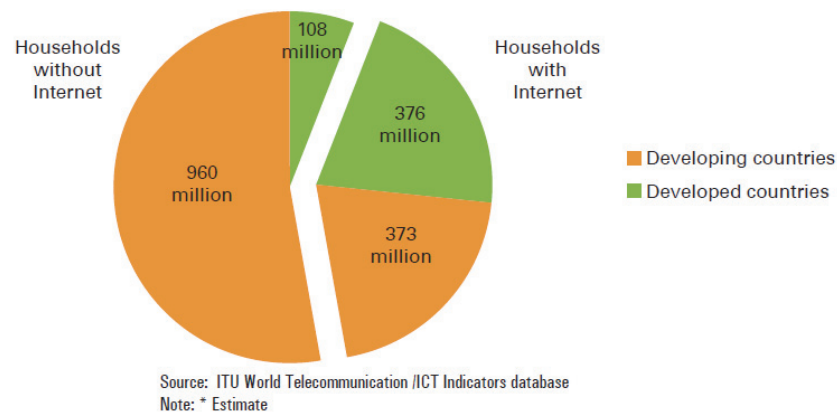 Households
without
Internet
108
million
Households
with
Internet
376
million
960
million
373
million
Developing countries
Developed countries
Source: ITU World Telecommunication /ICT Indicators database
Note: * Estimate